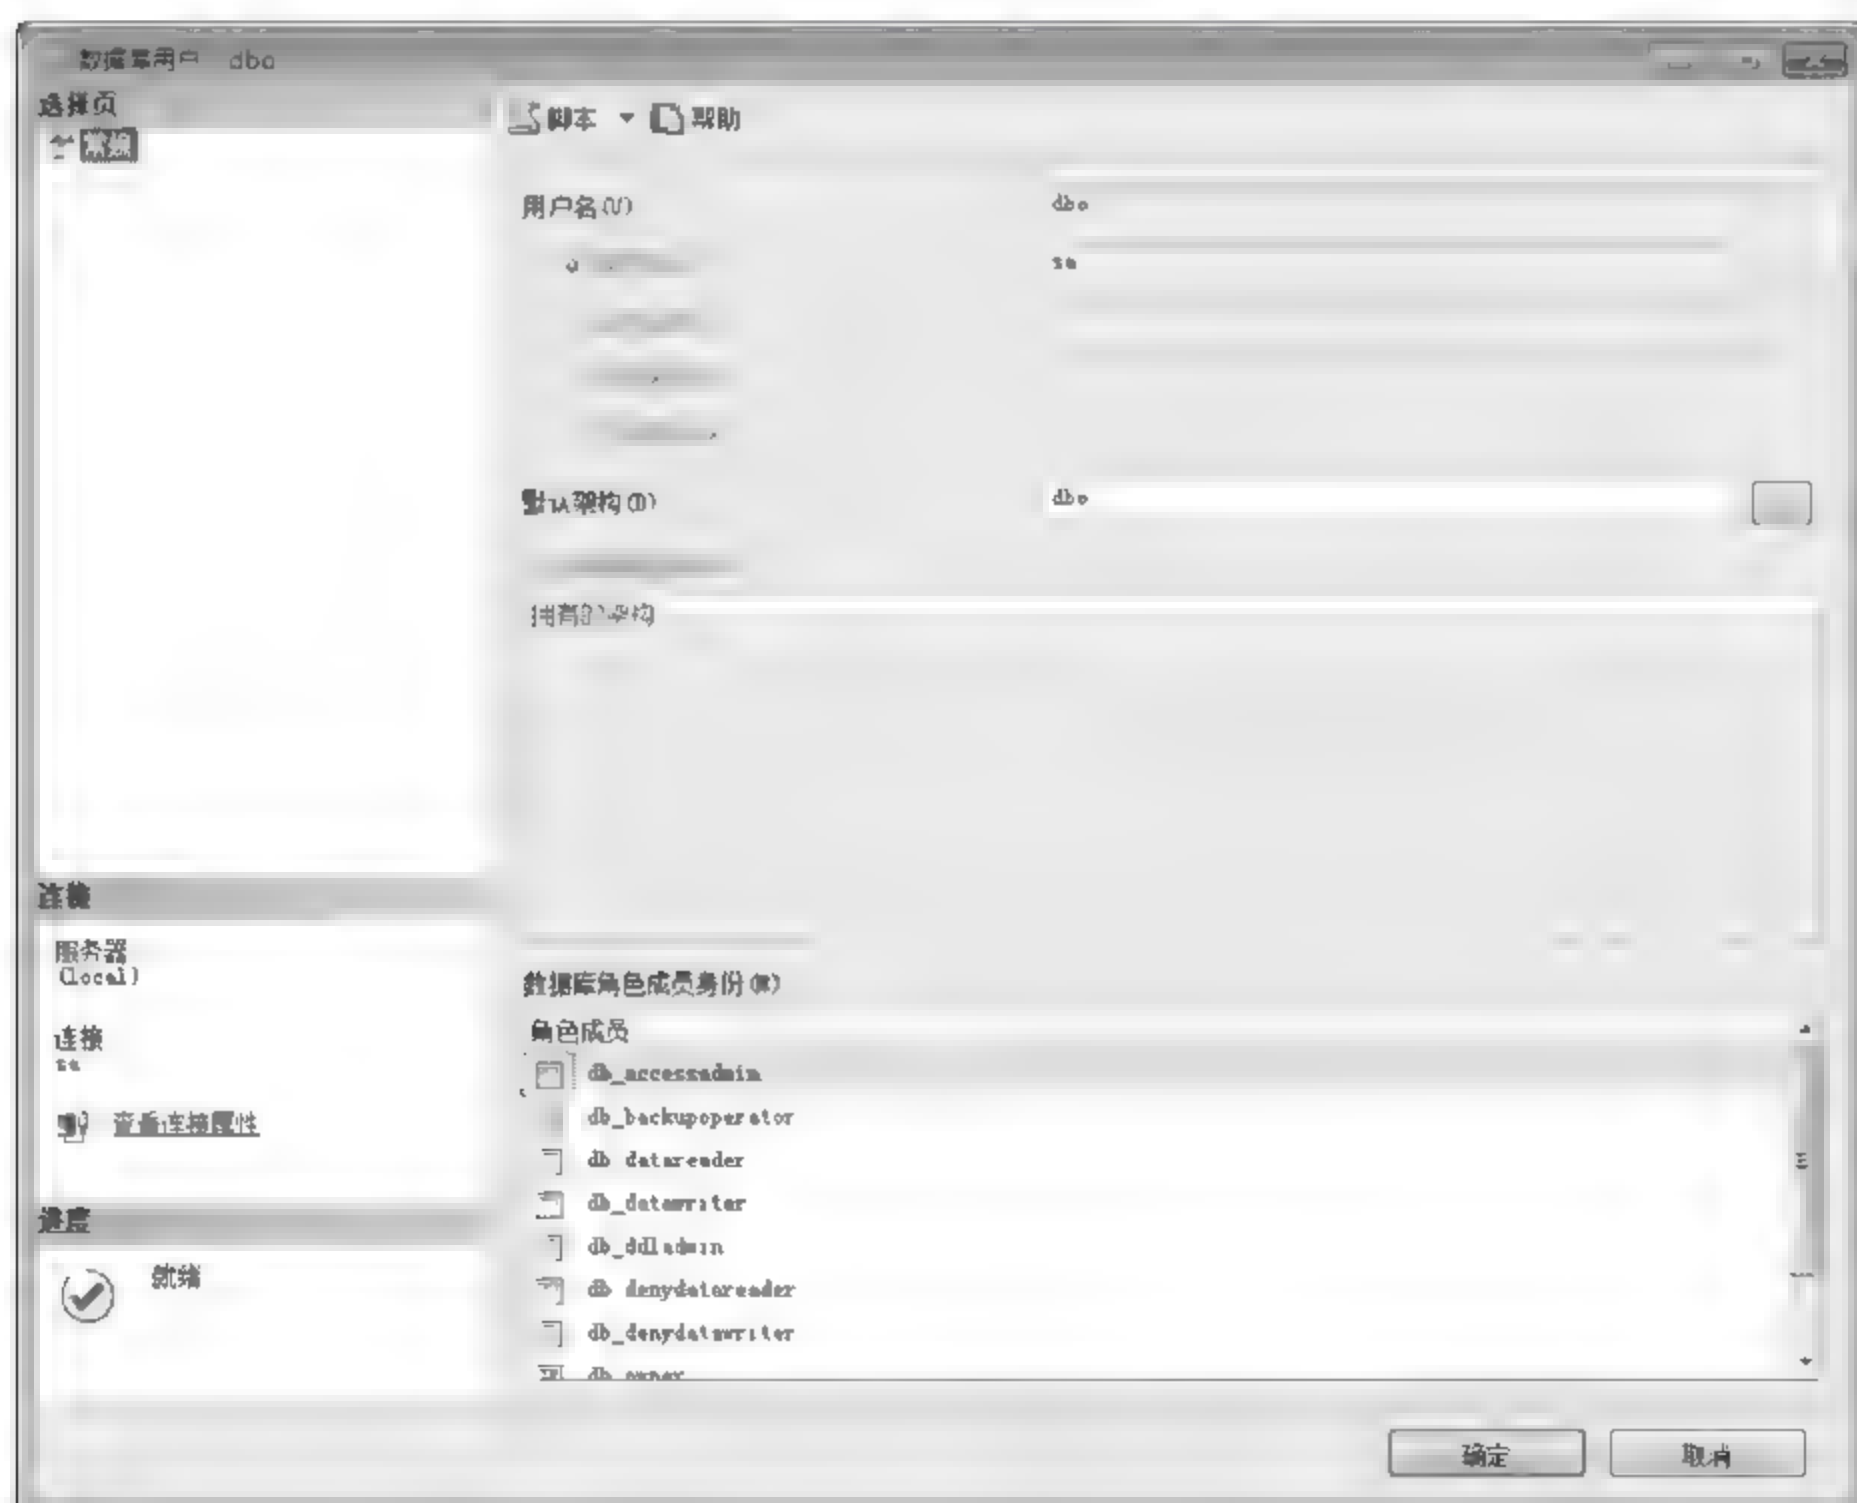 数据库用户 dbo
选择页
常规
脚本 帮助
用户名(U)
dbo
sa
默认架构(D)
dbo
拥有的架构
连接
服务器
(local)
连接
sa
查看连接属性
进度
就绪
数据库角色成员身份(M)
角色成员
db_accessadmin
db_backupoperator
db_datareader
db_datawriter
db_ddladmin
db_denydatareader
db_denydatawriter
db_owner
确定
取消